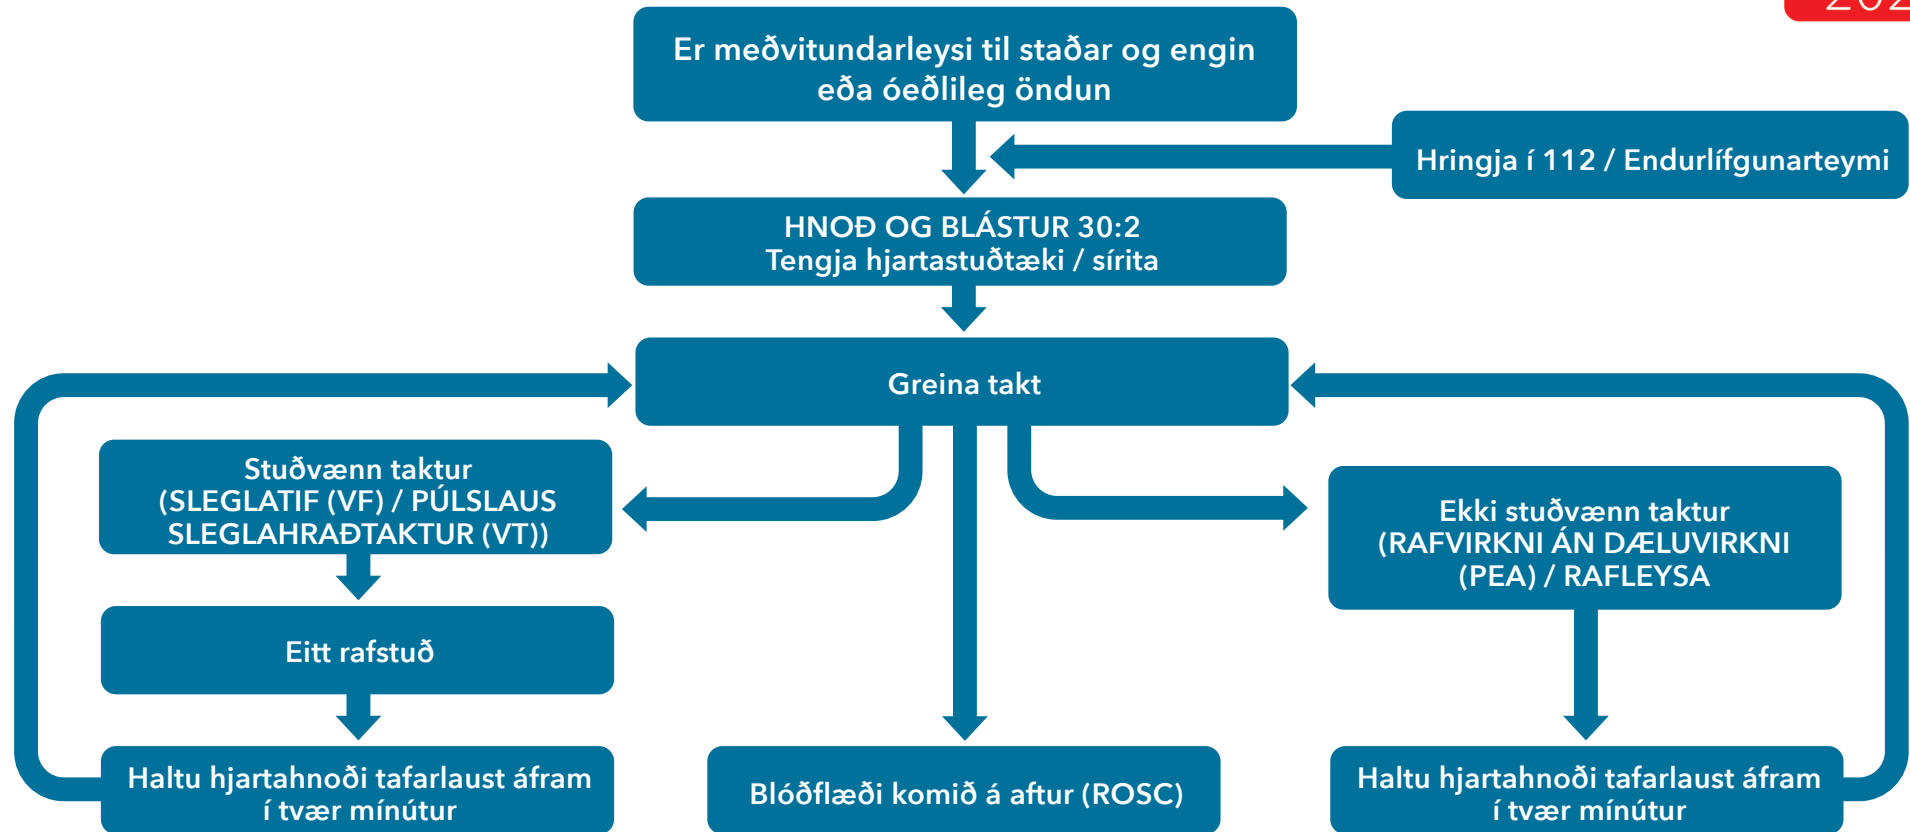 Er meðvitundarleysi til staðar og engin
eða óeðlileg öndun
Hringja í 112 / Endurlífgunarteymi
HNOÐ OG BLÁSTUR 30:2
Tengja hjartastuðtæki / sírita
Greina takt
Stuðvænn taktur
(SLEGLATIF (VF) / PÚLSLAUS
SLEGLAHRAÐTAKTUR (VT))
Ekki stuðvænn taktur
(RAFVIRKNI ÁN DÆLUVIRKNI
(PEA) / RAFLEYSA
Eitt rafstuð
Haltu hjartahnoði tafarlaust áfram
í tvær mínútur
Blóðflæði komið á aftur (ROSC)
Haltu hjartahnoði tafarlaust áfram
í tvær mínútur